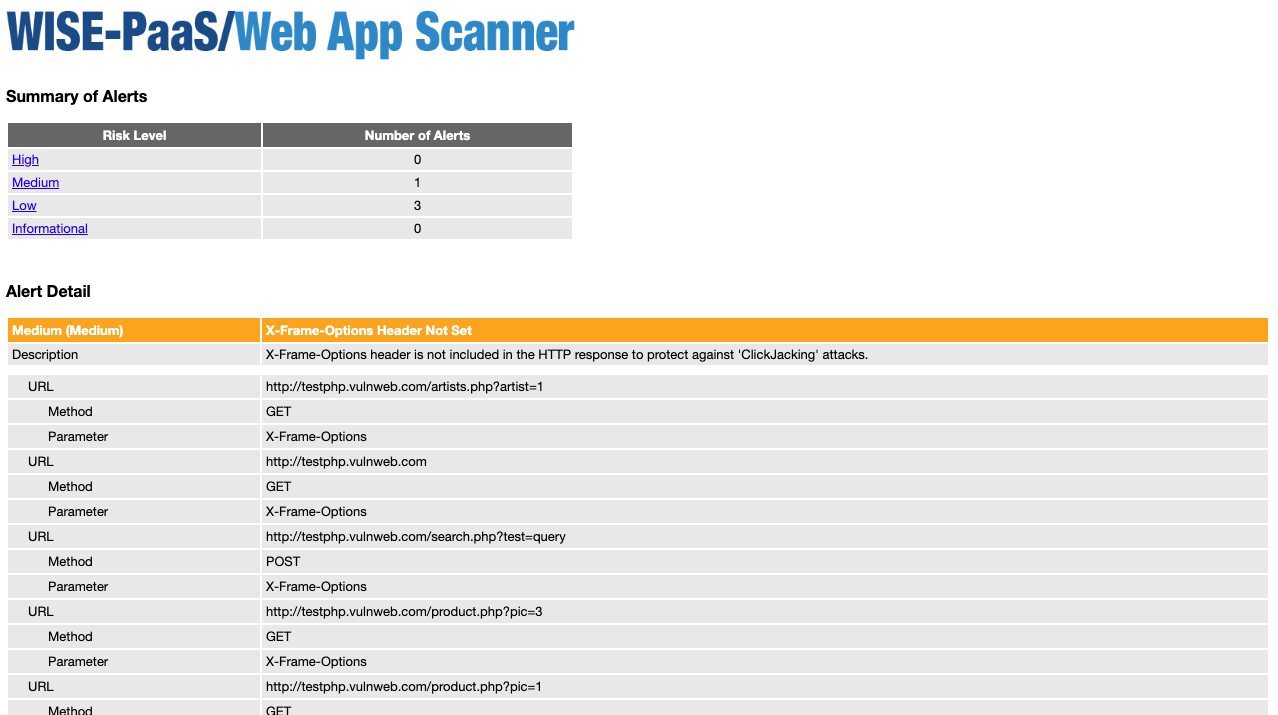 WISE-PaaS/Web App Scanner
Summary of Alerts
Risk Level Number of Alerts
High 0
Medium 1
Low 3
Informational 0
Alert Detail
Medium (Medium) X-Frame-Options Header Not Set
Description X-Frame-Options header is not included in the HTTP response to protect against 'ClickJacking' attacks.
URL http://testphp.vulnweb.com/artists.php?artist=1
Method GET
Parameter X-Frame-Options
URL http://testphp.vulnweb.com
Method GET
Parameter X-Frame-Options
URL http://testphp.vulnweb.com/search.php?test=query
Method POST
Parameter X-Frame-Options
URL http://testphp.vulnweb.com/product.php?pic=3
Method GET
Parameter X-Frame-Options
URL http://testphp.vulnweb.com/product.php?pic=1
Method GET